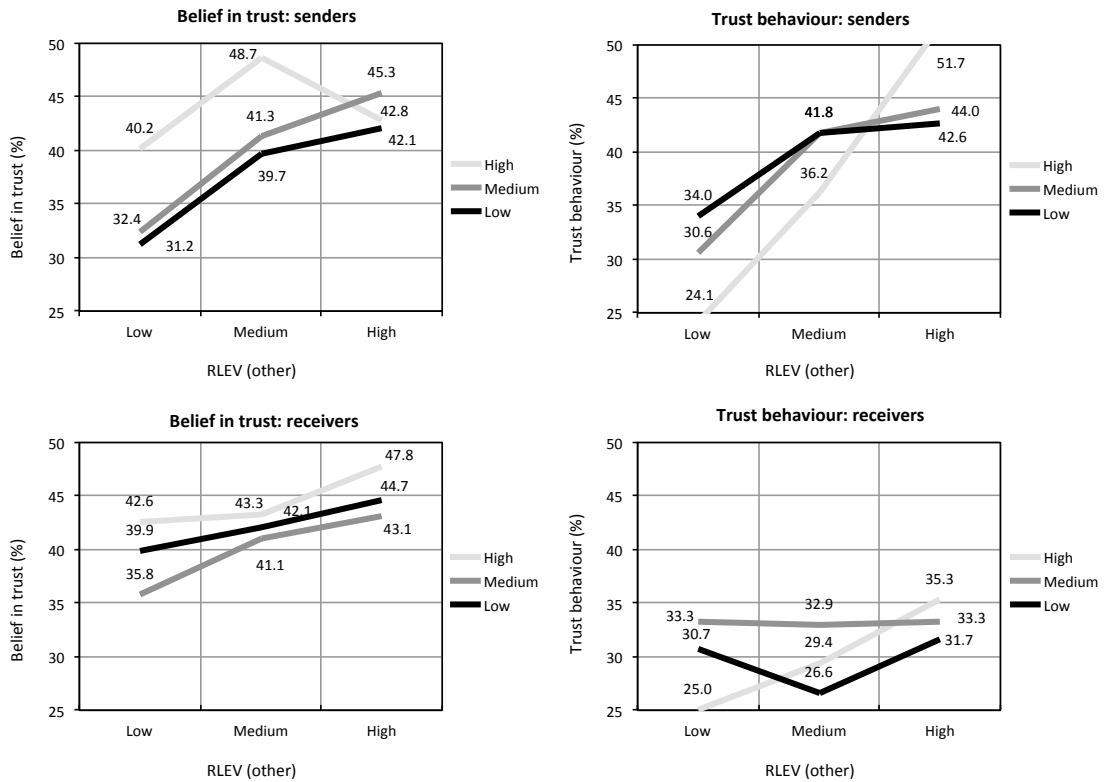 Belief in trust: senders
50
45
40
35
30
25
Belief in trust (%)
40.2
48.7
42.8
32.4
41.3
45.3
31.2
39.7
42.1
Low
Medium
High
RLEV (other)
High
Medium
Low
Trust behaviour: senders
50
45
40
35
30
25
Trust behaviour (%)
24.1
36.2
51.7
30.6
41.8
44.0
34.0
42.6
Low
Medium
High
RLEV (other)
High
Medium
Low
Belief in trust: receivers
50
45
40
35
30
25
Belief in trust (%)
42.6
43.3
47.8
39.9
42.1
44.7
35.8
41.1
43.1
Low
Medium
High
RLEV (other)
High
Medium
Low
Trust behaviour: receivers
50
45
40
35
30
25
Trust behaviour (%)
33.3
32.9
33.3
30.7
26.6
31.7
25.0
29.4
35.3
Low
Medium
High
RLEV (other)
High
Medium
Low